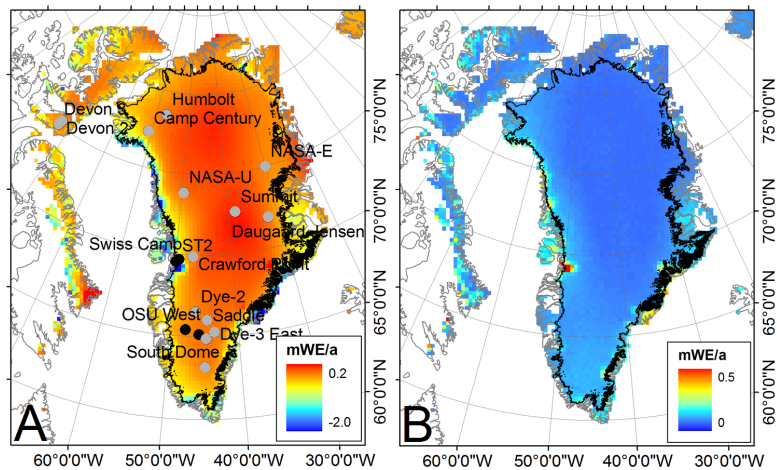 Devon S
Devon 2
Humbolt
Camp Century
NASA-E
NASA-U
Summit
Daugaard Jensen
Swiss Camp
ST2
Crawford Point
Dye-2
OSU West
Saddle
Dye-3 East
South Dome
mWE/a
0.2
-2.0
A
75°0'0"N
70°0'0"N
65°0'0"N
60°0'0"N
60°0'0"W
50°0'0"W
40°0'0"W
30°0'0"W
mWE/a
0.5
0
B
75°0'0"N
70°0'0"N
65°0'0"N
60°0'0"N
60°0'0"W
50°0'0"W
40°0'0"W
30°0'0"W